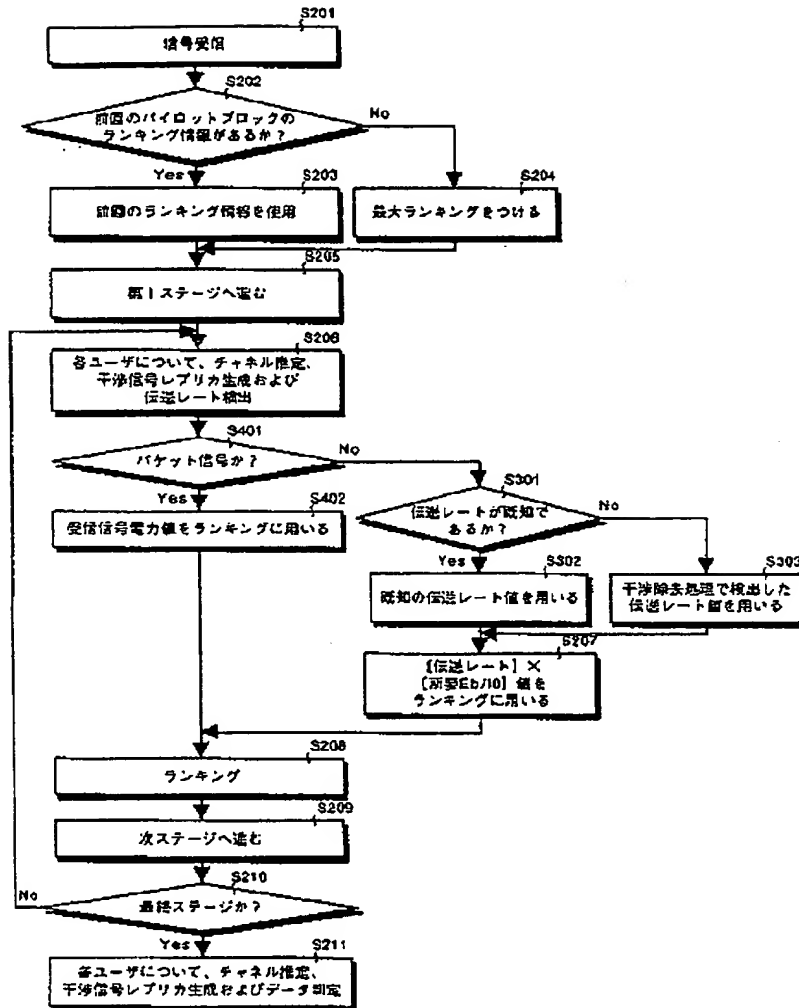 S201
信号受信
S202
前回のパイロットブロックの
ランキング情報があるか？
No
Yes
S203
前回のランキング情報を使用
S204
最大ランキングをつける
S205
第1ステージへ進む
S206
各ユーザについて、チャネル推定、
干渉信号レプリカ生成および
伝送レート検出
S401
パケット信号か？
No
Yes
S402
受信信号電力値をランキングに用いる
S301
伝送レートが既知で
あるか？
No
Yes
S302
既知の伝送レート値を用いる
S303
干渉除去処理で検出した
伝送レート値を用いる
S207
[伝送レート] ×
[所要Eb/I0] 値を
ランキングに用いる
S208
ランキング
S209
次ステージへ進む
S210
最終ステージか？
No
Yes
S211
各ユーザについて、チャネル推定、
干渉信号レプリカ生成およびデータ判定